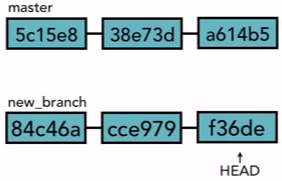 master
5c15e8 38e73d a614b5
new_branch
84c46a cce979 f36de
HEAD